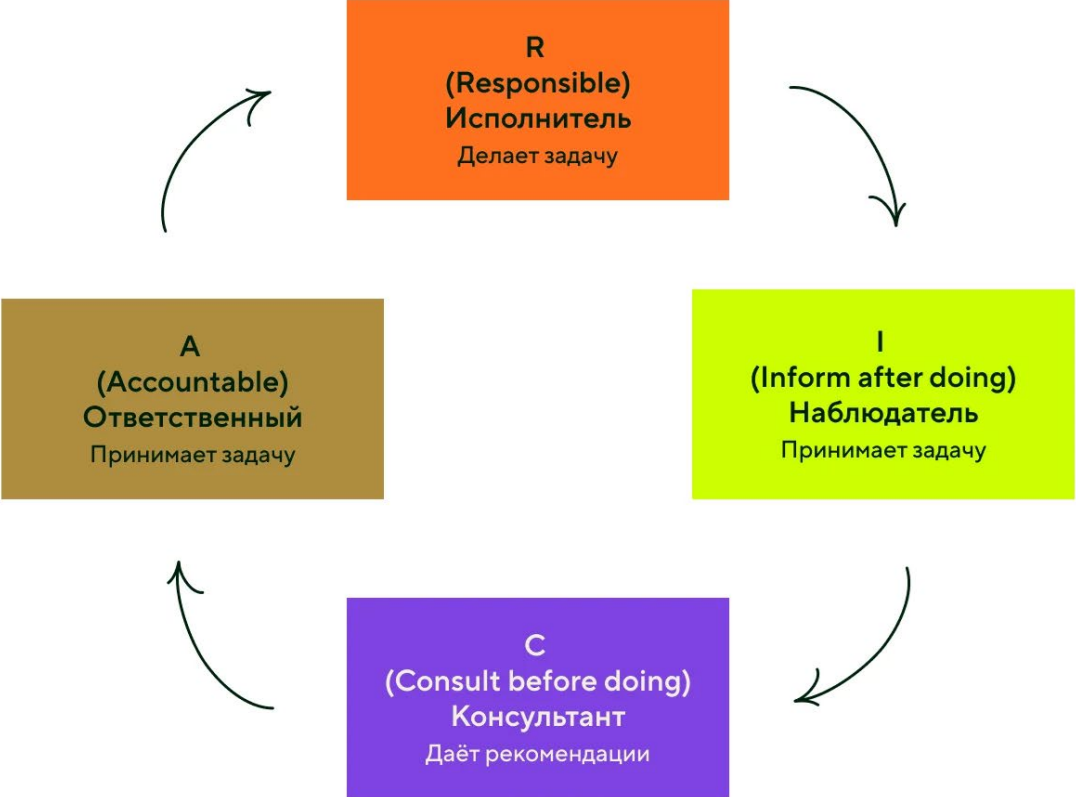 R
(Responsible)
Исполнитель
Делает задачу
A
(Accountable)
Ответственный
Принимает задачу
I
(Inform after doing)
Наблюдатель
Принимает задачу
C
(Consult before doing)
Консультант
Даёт рекомендации